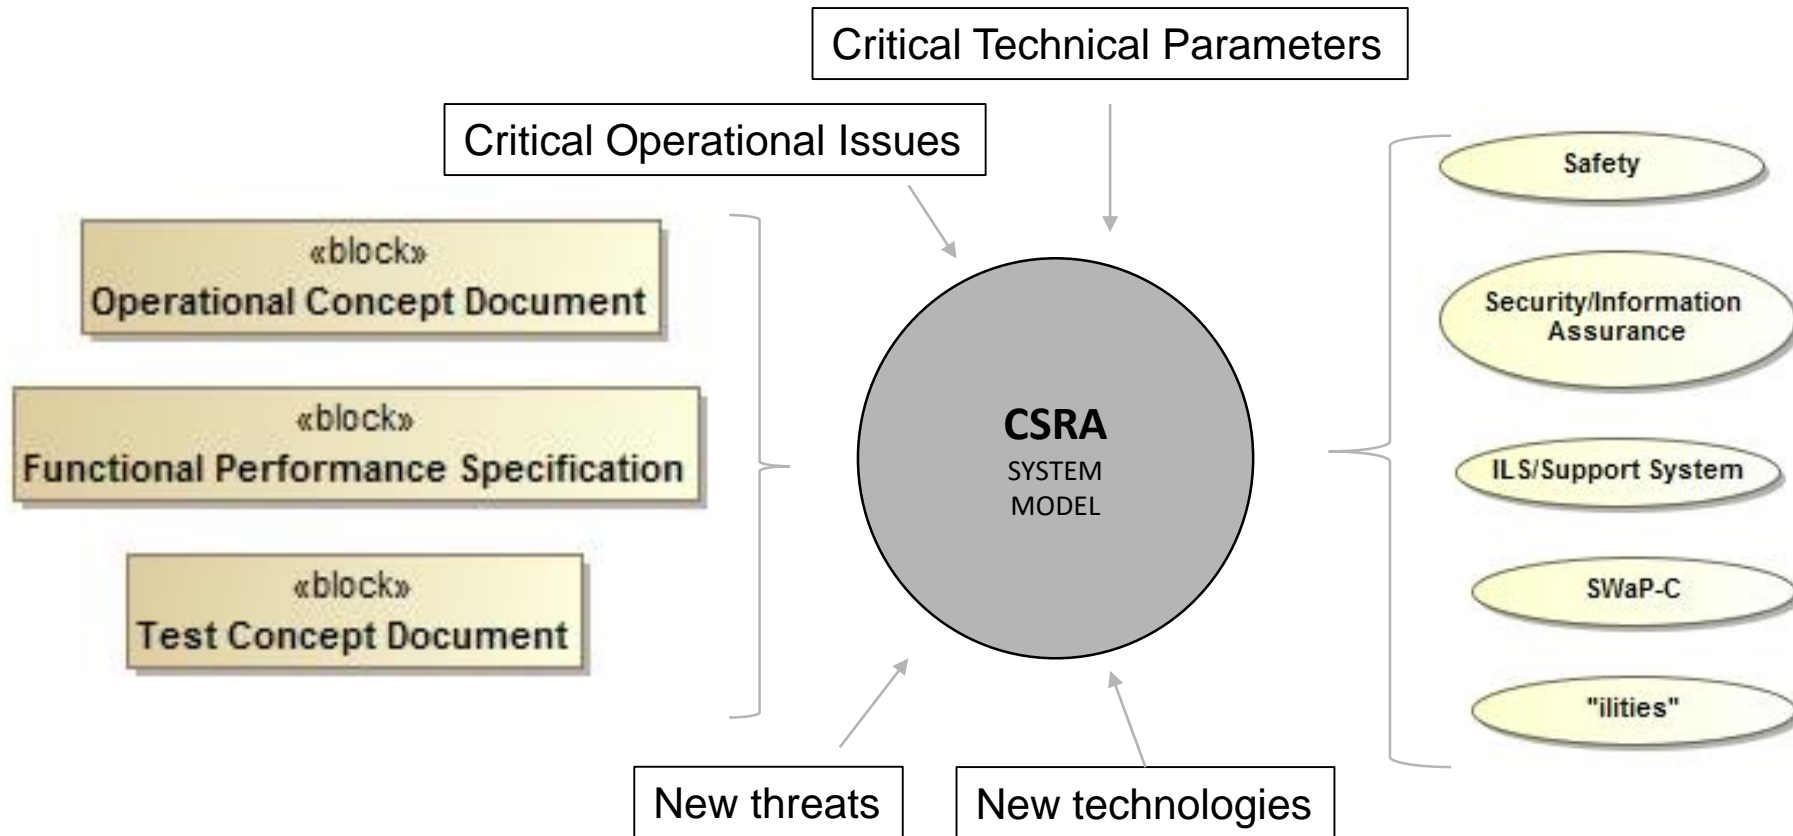 Critical Technical Parameters
Critical Operational Issues
«block»
Operational Concept Document
«block»
Functional Performance Specification
«block»
Test Concept Document
CSRA
SYSTEM
MODEL
Safety
Security/Information
Assurance
ILS/Support System
SWaP-C
"ilities"
New threats
New technologies